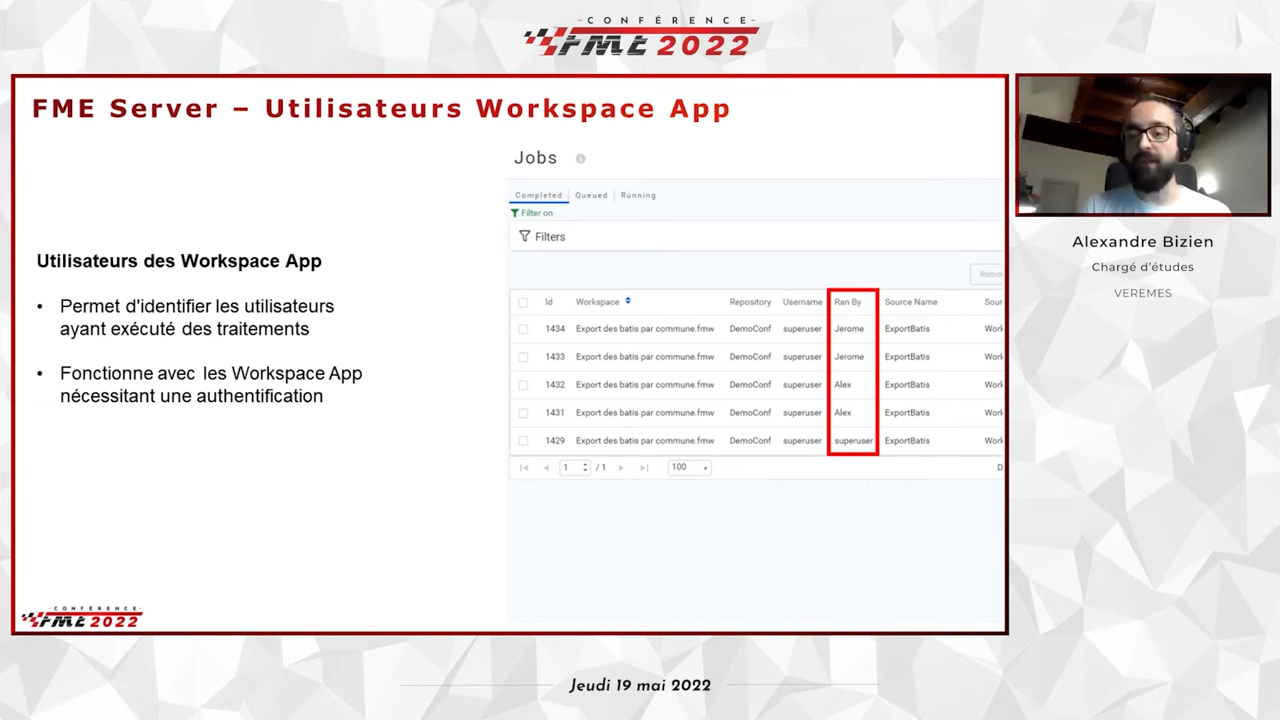 CONFÉRENCE
FME 2022
FME Server – Utilisateurs Workspace App
Utilisateurs des Workspace App
• Permet d'identifier les utilisateurs
ayant exécuté des traitements
• Fonctionne avec les Workspace App
nécessitant une authentification
Jobs
Completed Queued Running
Filter on
Filters
Id Workspace Repository Username Ran By Source Name
1434 Export des batis par commune.fmw DemoConf superuser Jerome ExportBatis
1433 Export des batis par commune.fmw DemoConf superuser Jerome ExportBatis
1432 Export des batis par commune.fmw DemoConf superuser Alex ExportBatis
1431 Export des batis par commune.fmw DemoConf superuser Alex ExportBatis
1429 Export des batis par commune.fmw DemoConf superuser superuser ExportBatis
1 / 1 100
CONFÉRENCE
FME 2022
Alexandre Bizien
Chargé d'études
VEREMES
Jeudi 19 mai 2022